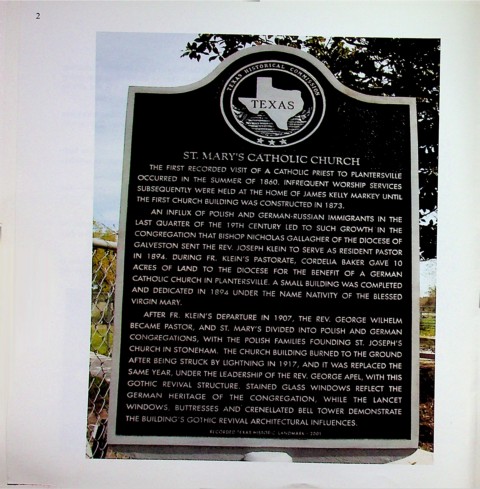 2
TEXAS HISTORICAL COMMISSION
TEXAS
ST. MARY'S CATHOLIC CHURCH
THE FIRST RECORDED VISIT OF A CATHOLIC PRIEST TO PLANTERSVILLE
OCCURRED IN THE SUMMER OF 1860. INFREQUENT WORSHIP SERVICES
SUBSEQUENTLY WERE HELD AT THE HOME OF JAMES KELLY MARKEY UNTIL
THE FIRST CHURCH BUILDING WAS CONSTRUCTED IN 1873.
AN INFLUX OF POLISH AND GERMAN-RUSSIAN IMMIGRANTS IN THE
LAST QUARTER OF THE 19TH CENTURY LED TO SUCH GROWTH IN THE
CONGREGATION THAT BISHOP NICHOLAS GALLAGHER OF THE DIOCESE OF
GALVESTON SENT THE REV. JOSEPH KLEIN TO SERVE AS RESIDENT PASTOR
IN 1894. DURING FR. KLEIN'S PASTORATE, CORDELIA BAKER GAVE 10
ACRES OF LAND TO THE DIOCESE FOR THE BENEFIT OF A GERMAN
CATHOLIC CHURCH IN PLANTERSVILLE. A SMALL BUILDING WAS COMPLETED
AND DEDICATED IN 1894 UNDER THE NAME NATIVITY OF THE BLESSED
VIRGIN MARY.
AFTER FR. KLEIN'S DEPARTURE IN 1907, THE REV. GEORGE WILHELM
BECAME PASTOR, AND ST. MARY'S DIVIDED INTO POLISH AND GERMAN
CONGREGATIONS, WITH THE POLISH FAMILIES FOUNDING ST. JOSEPH'S
CHURCH IN STONEHAM. THE CHURCH BUILDING BURNED TO THE GROUND
AFTER BEING STRUCK BY LIGHTNING IN 1917, AND IT WAS REPLACED THE
SAME YEAR, UNDER THE LEADERSHIP OF THE REV. GEORGE APEL, WITH THIS
GOTHIC REVIVAL STRUCTURE. STAINED GLASS WINDOWS REFLECT THE
GERMAN HERITAGE OF THE CONGREGATION, WHILE THE LANCET
WINDOWS, BUTTRESSES AND CRENELLATED BELL TOWER DEMONSTRATE
THE BUILDING'S GOTHIC REVIVAL ARCHITECTURAL INFLUENCES.
RECORDED TEXAS HISTORIC LANDMARK - 2001